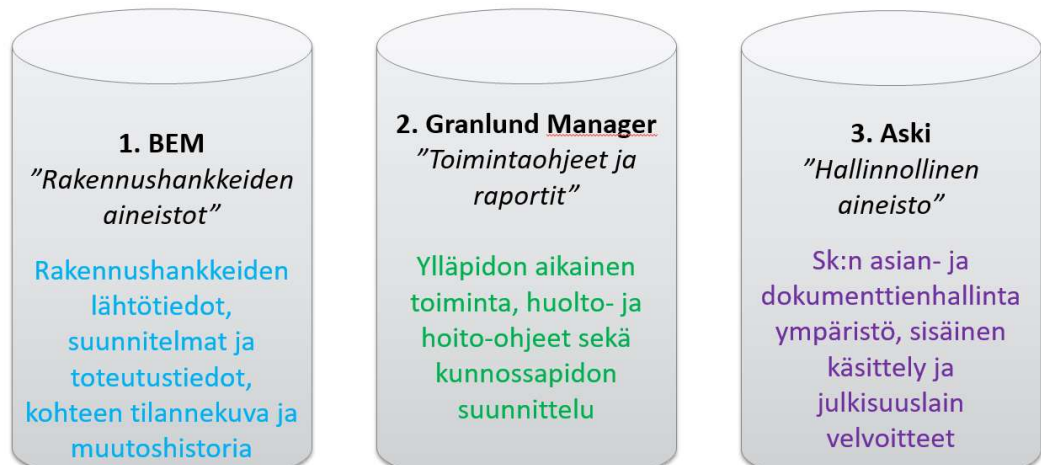 1. BEM
”Rakennushankkeiden
aineistot”
Rakennushankkeiden
lähtötiedot,
suunnitelmat ja
toteutustiedot,
kohteen tilannekuva ja
muutoshistoria
2. Granlund Manager
”Toimintaohjeet ja
raportit”
Ylläpidon aikainen
toiminta, huolto- ja
hoito-ohjeet sekä
kunnossapidon
suunnittelu
3. Aski
”Hallinnollinen
aineisto”
Sk:n asian- ja
dokumenttienhallinta
ympäristö, sisäinen
käsittely ja
julkisuuslain
velvoitteet